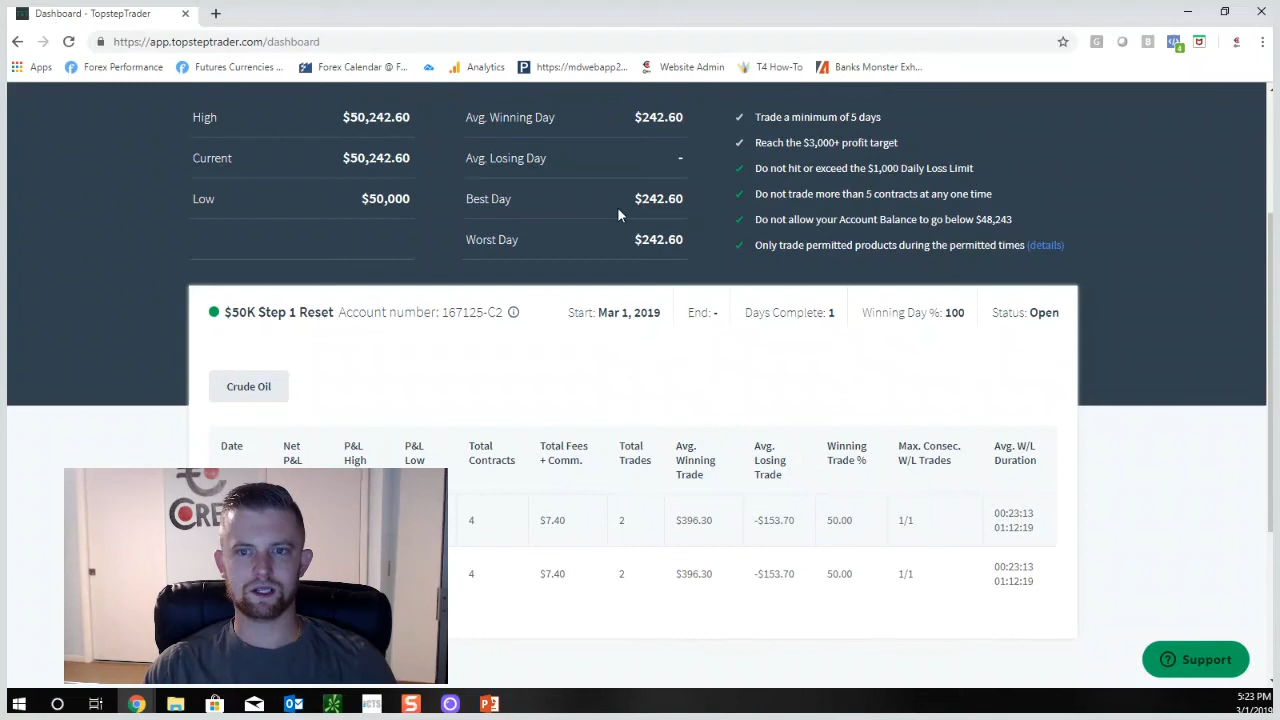 Dashboard - TopstepTrader
https://app.topsteptrader.com/dashboard
Apps
Forex Performance
Futures Currencies ...
Forex Calendar @ F...
Analytics
https://mdwebapp2...
Website Admin
T4 How-To
Banks Monster Exh...
High $50,242.60
Current $50,242.60
Low $50,000
Avg. Winning Day $242.60
Avg. Losing Day -
Best Day $242.60
Worst Day $242.60
Trade a minimum of 5 days
Reach the $3,000+ profit target
Do not hit or exceed the $1,000 Daily Loss Limit
Do not trade more than 5 contracts at any one time
Do not allow your Account Balance to go below $48,243
Only trade permitted products during the permitted times (details)
$50K Step 1 Reset Account number: 167125-C2 Start: Mar 1, 2019 End: - Days Complete: 1 Winning Day %: 100 Status: Open
Crude Oil
Date
Net
P&L
P&L
High
P&L
Low
Total
Contracts
Total Fees
+ Comm.
Total
Trades
Avg.
Winning
Trade
Avg.
Losing
Trade
Winning
Trade %
Max. Consec.
W/L Trades
Avg. W/L
Duration
4 $7.40 2 $396.30 -$153.70 50.00 1/1 00:23:13
01:12:19
4 $7.40 2 $396.30 -$153.70 50.00 1/1 00:23:13
01:12:19
CRE
Support
5:23 PM
3/1/2019